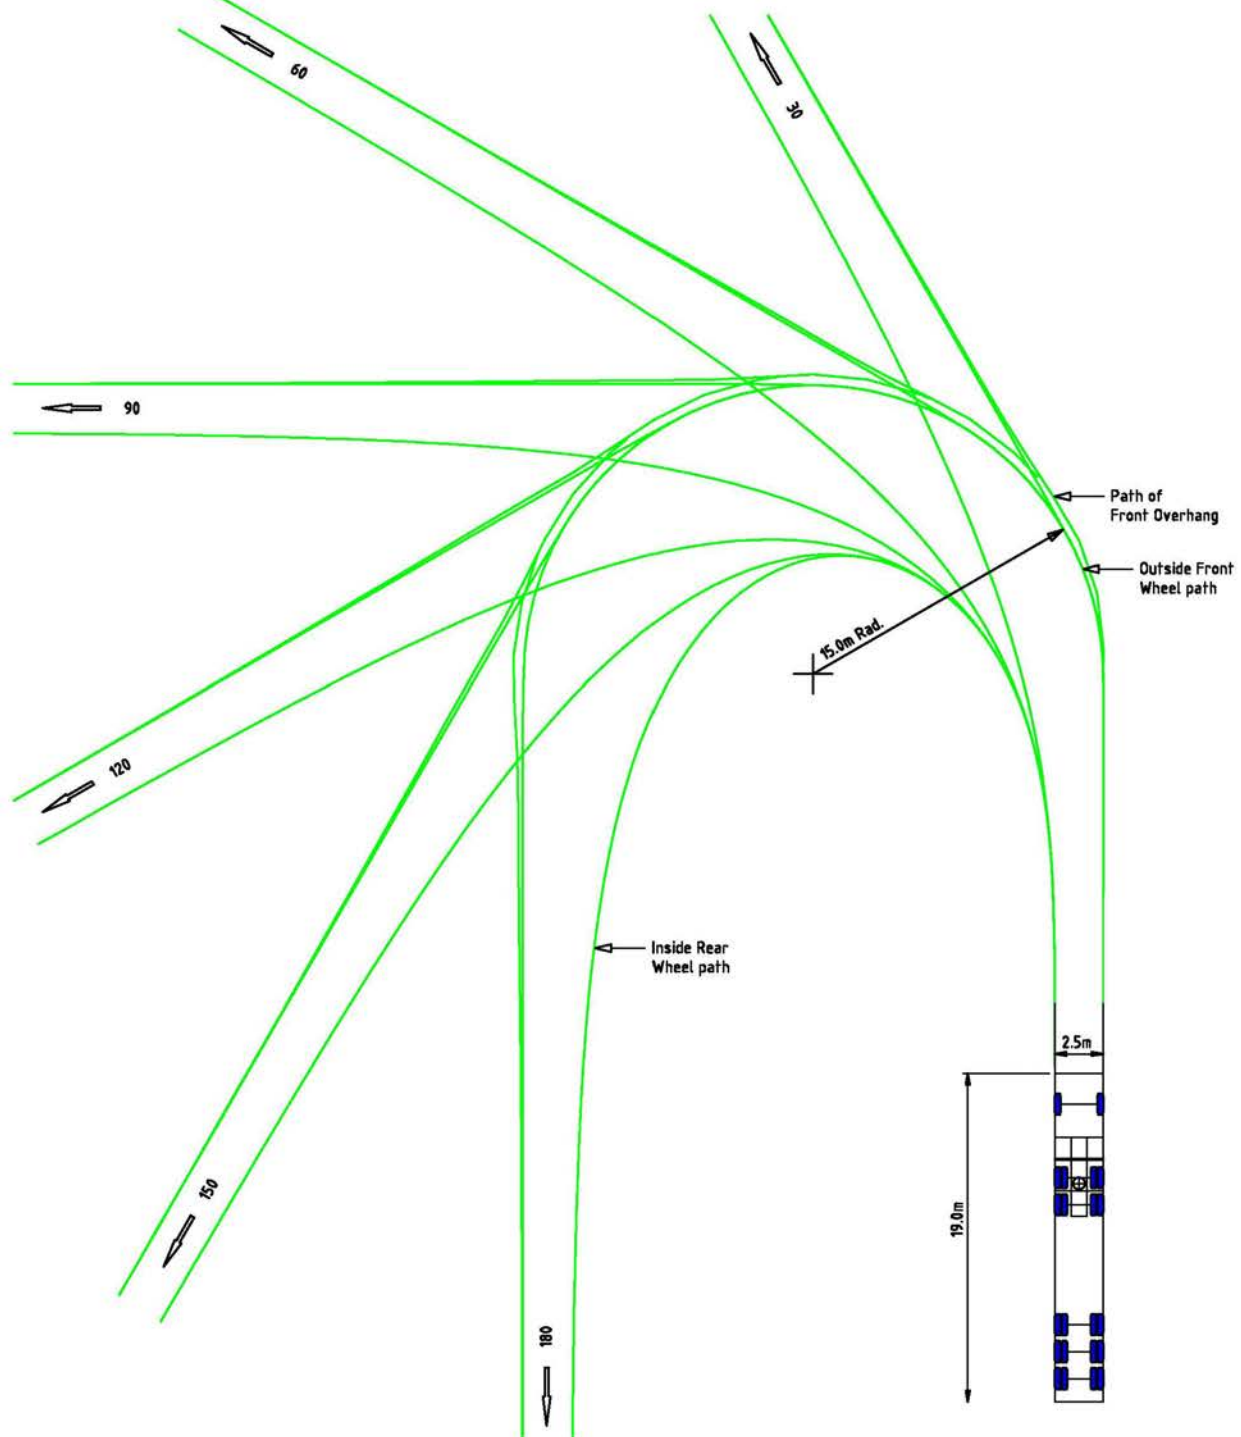 60
30
90
Path of
Front Overhang
Outside Front
Wheel path
15.0m Rad.
120
Inside Rear
Wheel path
2.5m
150
19.0m
180